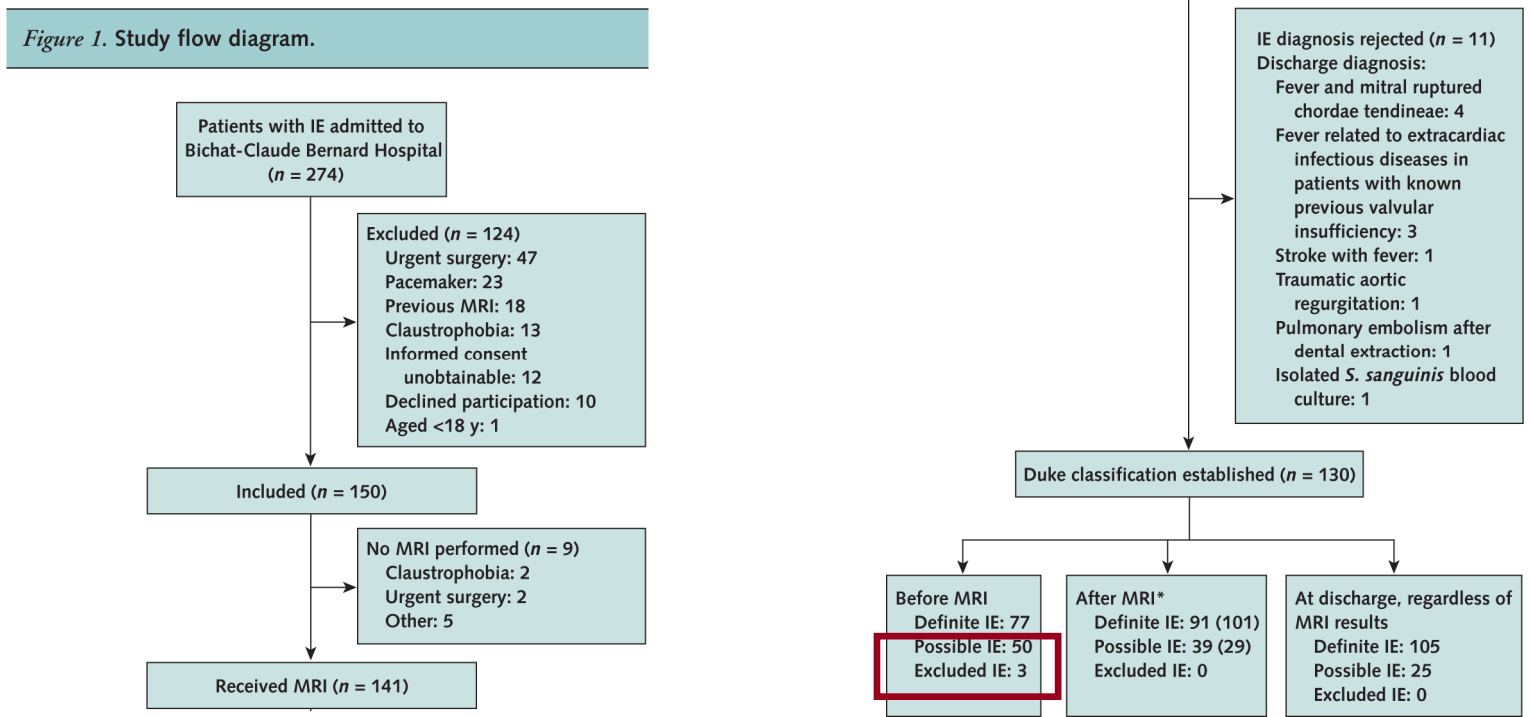 Figure 1. Study flow diagram.
Patients with IE admitted to
Bichat-Claude Bernard Hospital
(n = 274)
Excluded (n = 124)
Urgent surgery: 47
Pacemaker: 23
Previous MRI: 18
Claustrophobia: 13
Informed consent
unobtainable: 12
Declined participation: 10
Aged <18 y: 1
Included (n = 150)
No MRI performed (n = 9)
Claustrophobia: 2
Urgent surgery: 2
Other: 5
Received MRI (n = 141)
IE diagnosis rejected (n = 11)
Discharge diagnosis:
Fever and mitral ruptured
chordae tendineae: 4
Fever related to extracardiac
infectious diseases in
patients with known
previous valvular
insufficiency: 3
Stroke with fever: 1
Traumatic aortic
regurgitation: 1
Pulmonary embolism after
dental extraction: 1
Isolated S. sanguinis blood
culture: 1
Duke classification established (n = 130)
Before MRI
Definite IE: 77
Possible IE: 50
Excluded IE: 3
After MRI*
Definite IE: 91 (101)
Possible IE: 39 (29)
Excluded IE: 0
At discharge, regardless of
MRI results
Definite IE: 105
Possible IE: 25
Excluded IE: 0